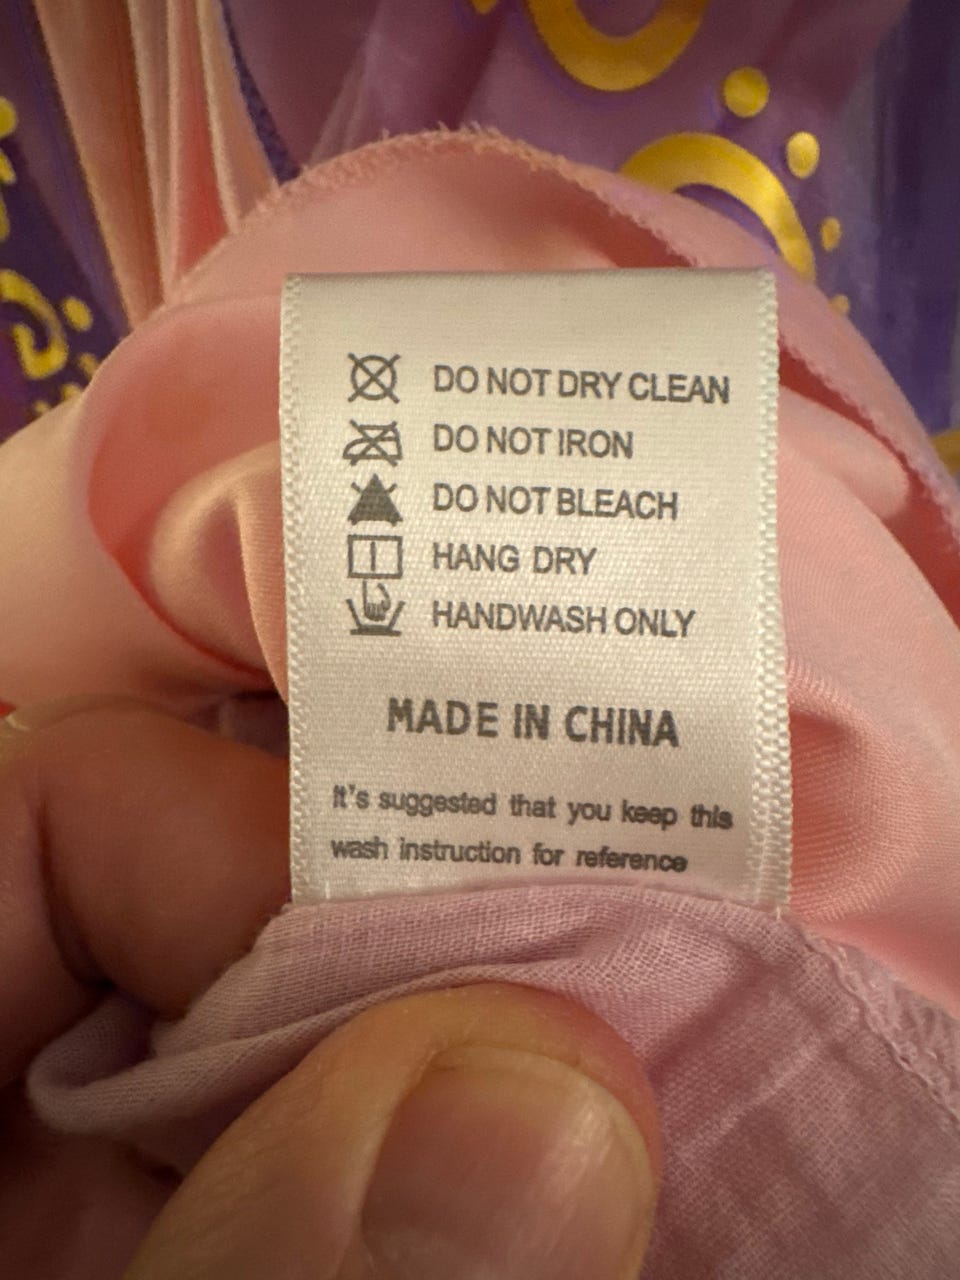 DO NOT DRY CLEAN
DO NOT IRON
DO NOT BLEACH
HANG DRY
HANDWASH ONLY
MADE IN CHINA
It's suggested that you keep this
wash instruction for reference